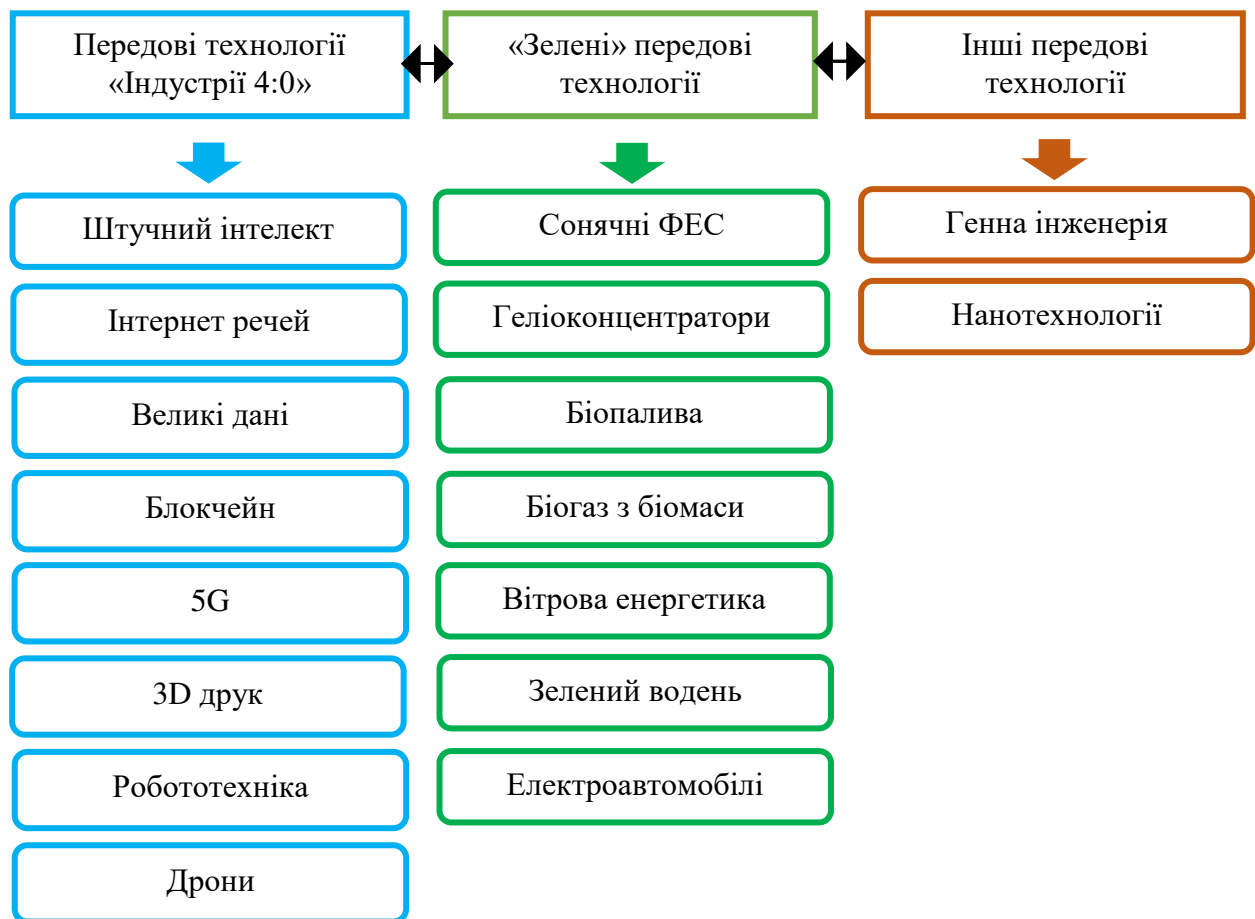 Передові технології
«Індустрії 4:0»
«Зелені» передові
технології
Інші передові
технології
Штучний інтелект
Інтернет речей
Великі дані
Блокчейн
5G
3D друк
Робототехніка
Дрони
Сонячні ФЕС
Геліоконцентратори
Біопалива
Біогаз з біомаси
Вітрова енергетика
Зелений водень
Електроавтомобілі
Генна інженерія
Нанотехнології